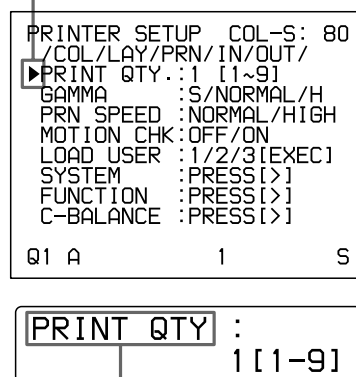 PRINTER SETUP COL-S: 80
/COL/LAY/PRN/IN/OUT/
▶PRINT QTY.:1 [1~9]
GAMMA :S/NORMAL/H
PRN SPEED :NORMAL/HIGH
MOTION CHK:OFF/ON
LOAD USER :1/2/3[EXEC]
SYSTEM :PRESS[>]
FUNCTION :PRESS[>]
C-BALANCE :PRESS[>]
Q1 A 1 S
PRINT QTY :
1[1-9]